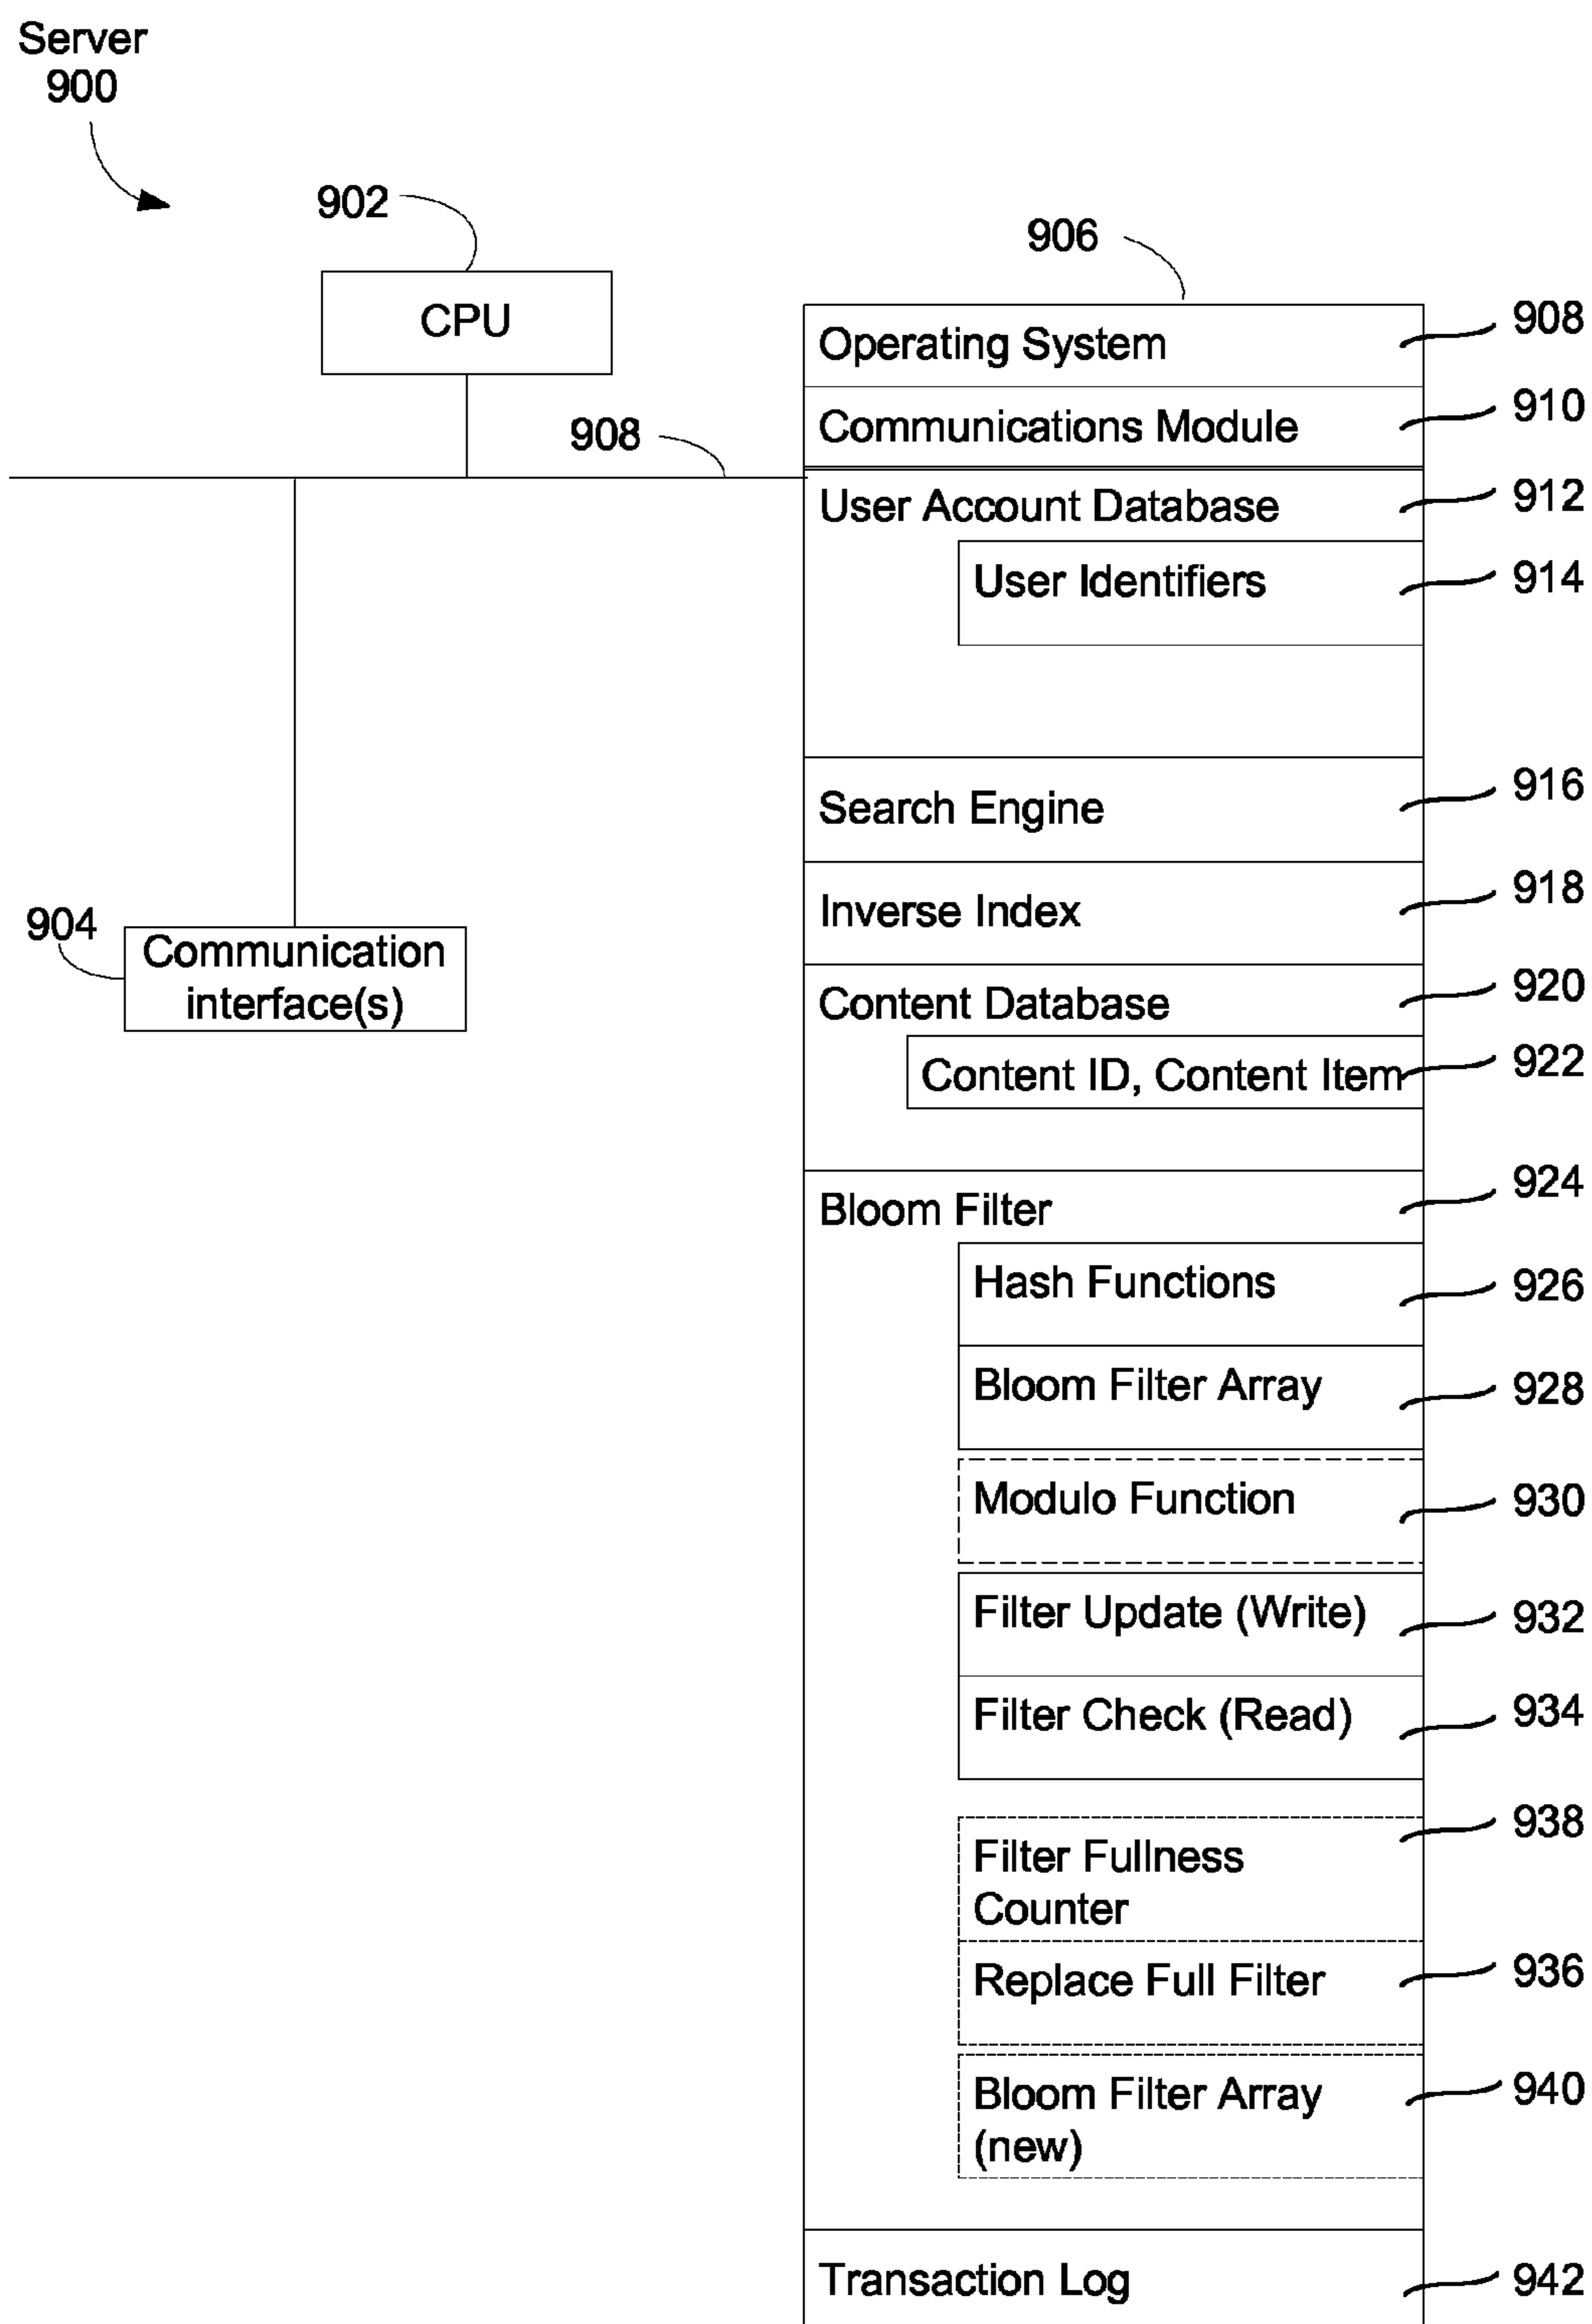 Server
900
902
CPU
906
908
Operating System
908
Communications Module
910
User Account Database
912
User Identifiers
914
Search Engine
916
Inverse Index
918
904
Communication
interface(s)
Content Database
920
Content ID, Content Item
922
Bloom Filter
924
Hash Functions
926
Bloom Filter Array
928
Modulo Function
930
Filter Update (Write)
932
Filter Check (Read)
934
Filter Fullness
Counter
938
Replace Full Filter
936
Bloom Filter Array
(new)
940
Transaction Log
942